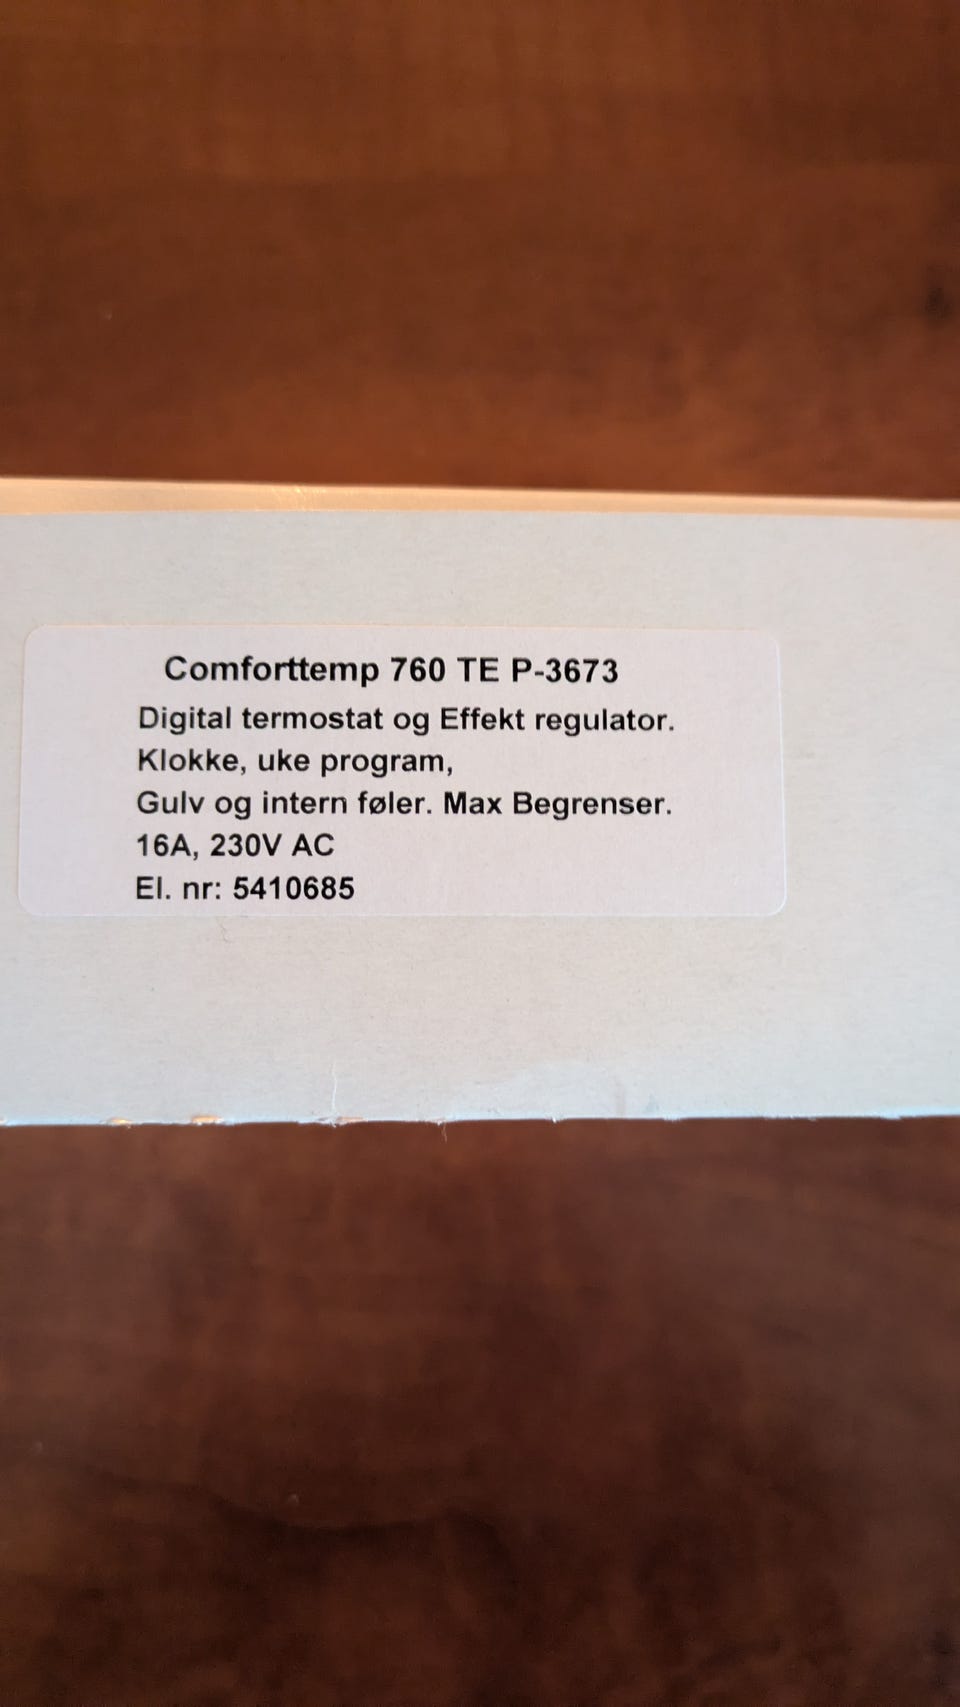 Comforttemp 760 TE P-3673
Digital termostat og Effekt regulator.
Klokke, uke program,
Gulv og intern føler. Max Begrenser.
16A, 230V AC
El. nr: 5410685